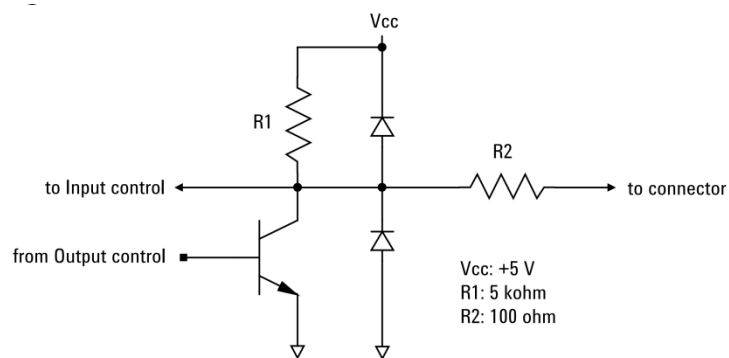 Vcc
R1
R2
to Input control
to connector
from Output control
Vcc: +5 V
R1: 5 kohm
R2: 100 ohm